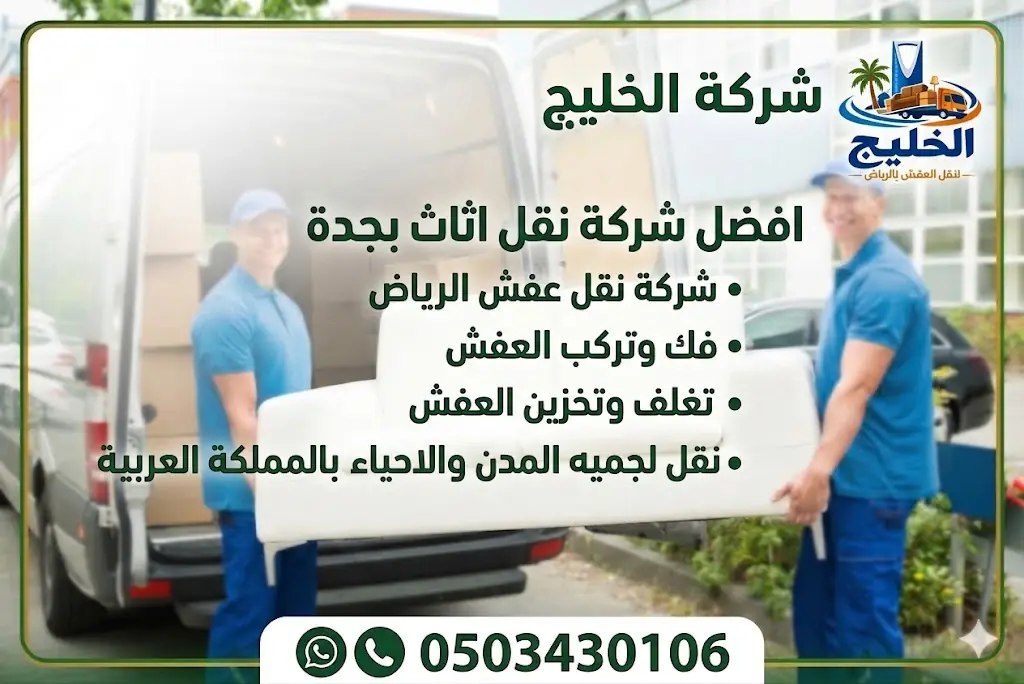 شركة الخليج
الخليج
لنقل العفش بالرياض
افضل شركة نقل اثاث بجدة
• شركة نقل عفش الرياض
• فك وتركب العفش
• تغلف وتخزين العفش
• نقل لجميه المدن والاحياء بالمملكة العربية
0503430106